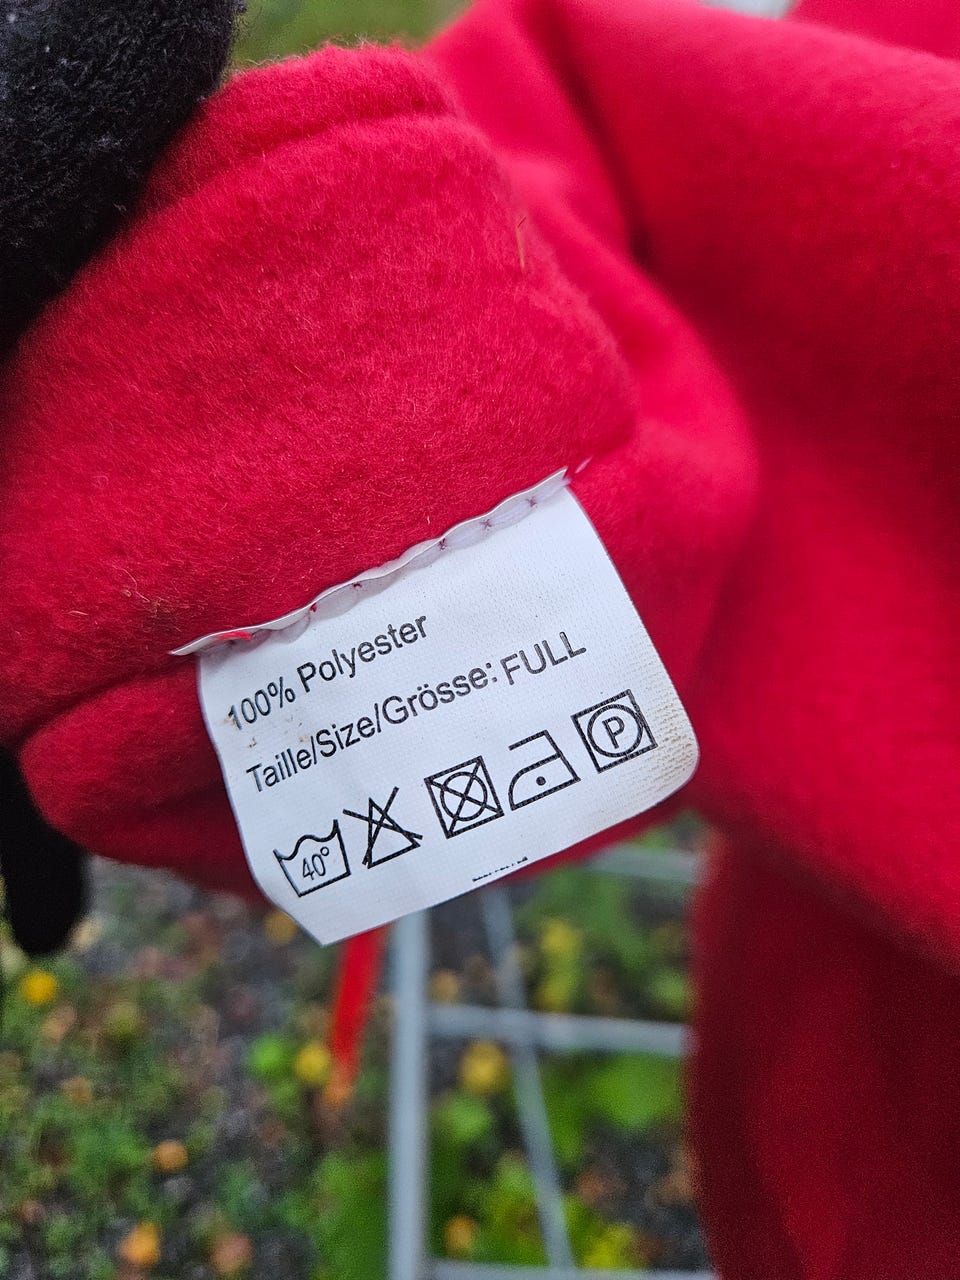 100% Polyester
Taille/Size/Grösse: FULL
40° P